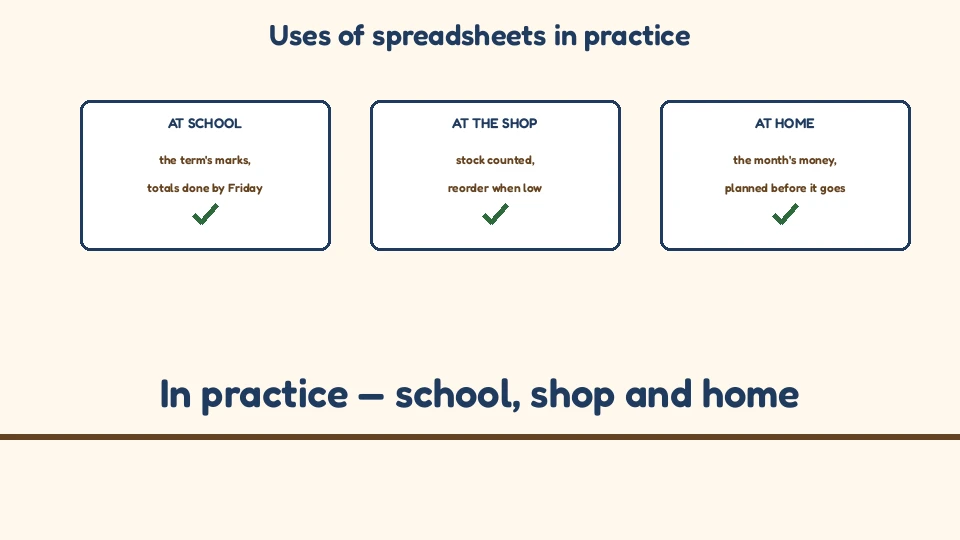 Uses of spreadsheets in practice
AT SCHOOL
the term's marks,
totals done by Friday
AT THE SHOP
stock counted,
reorder when low
AT HOME
the month's money,
planned before it goes
In practice — school, shop and home